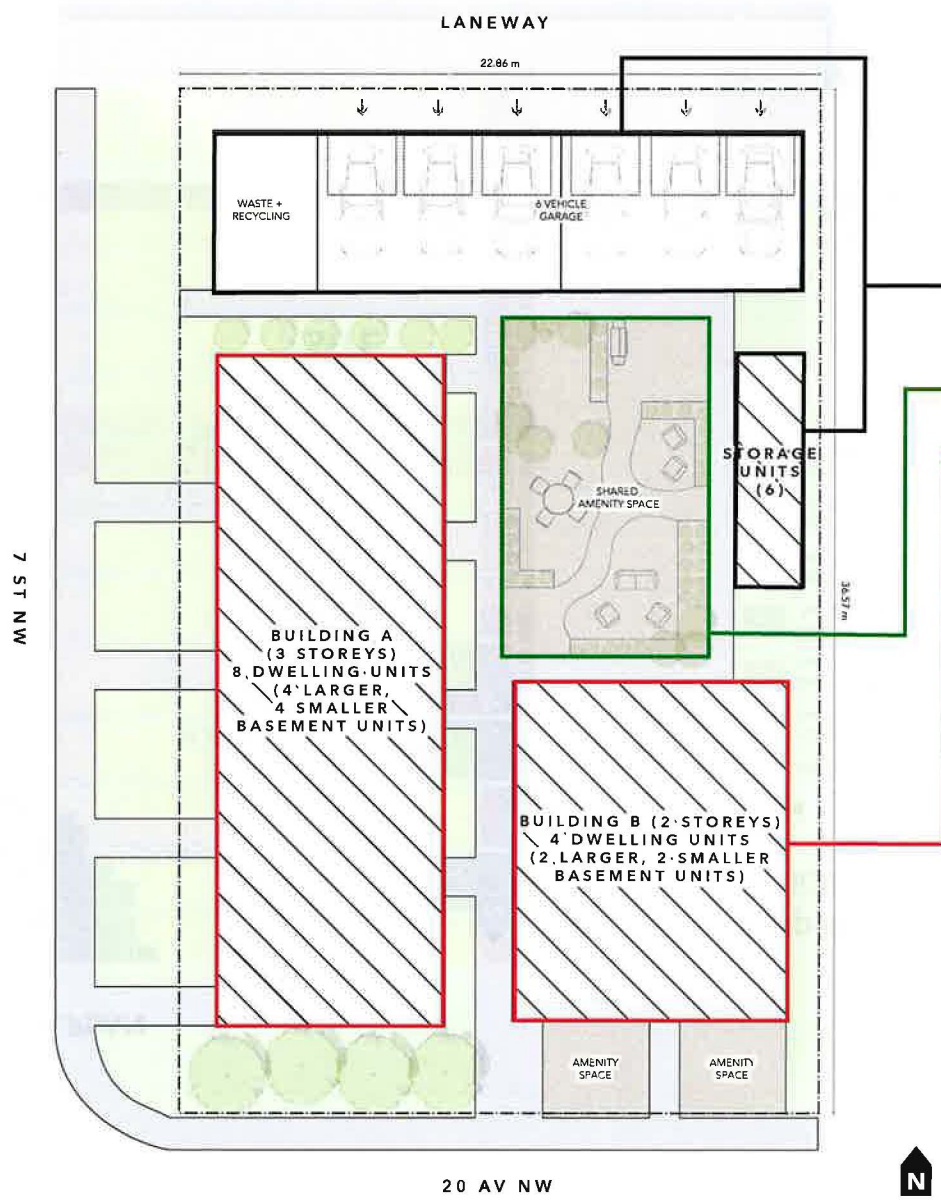 LANEWAY
22.86 m
WASTE +
RECYCLING
6 VEHICLE
GARAGE
STORAGE
UNITS
(6)
SHARED
AMENITY SPACE
7 ST NW
36.57 m
BUILDING A
(3 STOREYS)
8 DWELLING UNITS
(4 LARGER,
4 SMALLER
BASEMENT UNITS)
BUILDING B (2 STOREYS)
4 DWELLING UNITS
(2 LARGER, 2 SMALLER
BASEMENT UNITS)
AMENITY
SPACE
AMENITY
SPACE
20 AV NW
N